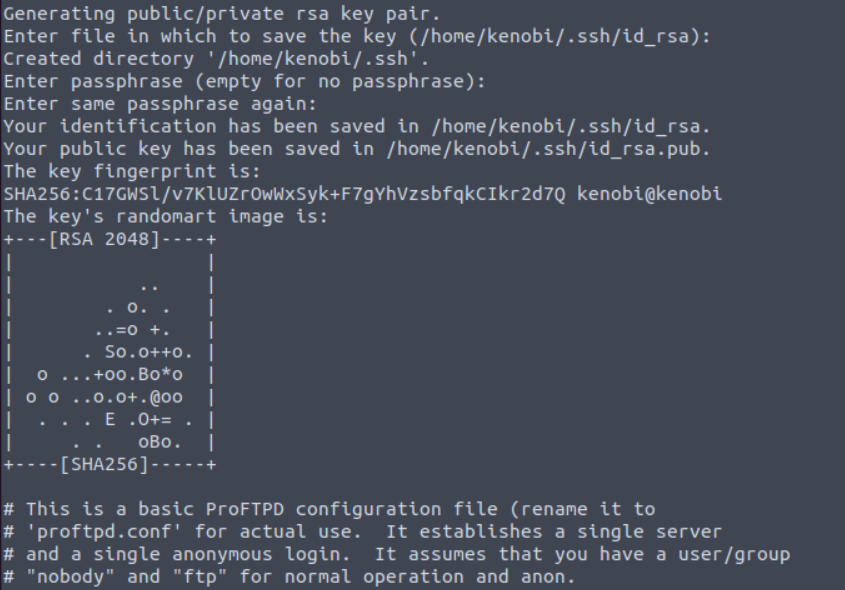 Generating public/private rsa key pair.
Enter file in which to save the key (/home/kenobi/.ssh/id_rsa):
Created directory '/home/kenobi/.ssh'.
Enter passphrase (empty for no passphrase):
Enter same passphrase again:
Your identification has been saved in /home/kenobi/.ssh/id_rsa.
Your public key has been saved in /home/kenobi/.ssh/id_rsa.pub.
The key fingerprint is:
SHA256:C17GWSl/v7KlUZrOwWxSyk+F7gYhVzsbfqkCIkr2d7Q kenobi@kenobi
The key's randomart image is:
+---[RSA 2048]----+
|                 |
|           ..    |
|        . o. .   |
|       ..=o +.   |
|      . So.o++o. |
|  o ...+oo.Bo*o  |
| o o ..o.o+.@oo  |
|  . . . E .O+= . |
|     . .   oBo.  |
+----[SHA256]-----+

# This is a basic ProFTPD configuration file (rename it to
# 'proftpd.conf' for actual use.  It establishes a single server
# and a single anonymous login.  It assumes that you have a user/group
# "nobody" and "ftp" for normal operation and anon.